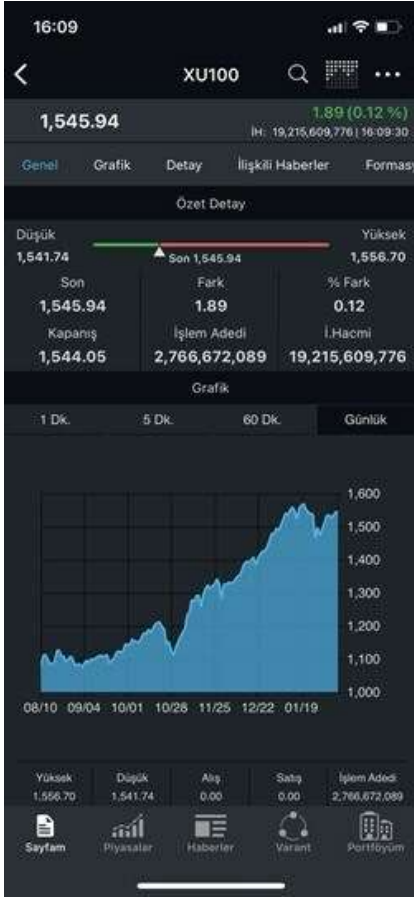 16:09
XU100
1,545.94
1.89 (0.12 %)
İH: 19,215,609,776 | 16:09:30
Genel Grafik Detay İlişkili Haberler Formas
Özet Detay
Düşük Yüksek
1,541.74 Son 1,545.94 1,556.70
Son Fark % Fark
1,545.94 1.89 0.12
Kapanış İşlem Adedi İ.Hacmi
1,544.05 2,766,672,089 19,215,609,776
Grafik
1 Dk. 5 Dk. 60 Dk. Günlük
1,600
1,500
1,400
1,300
1,200
1,100
1,000
08/10 09/04 10/01 10/28 11/25 12/22 01/19
Yüksek Düşük Alış Satış İşlem Adedi
1,556.70 1,541.74 0.00 0.00 2,766,672,089
Sayfam Piyasalar Haberler Varant Portföyüm